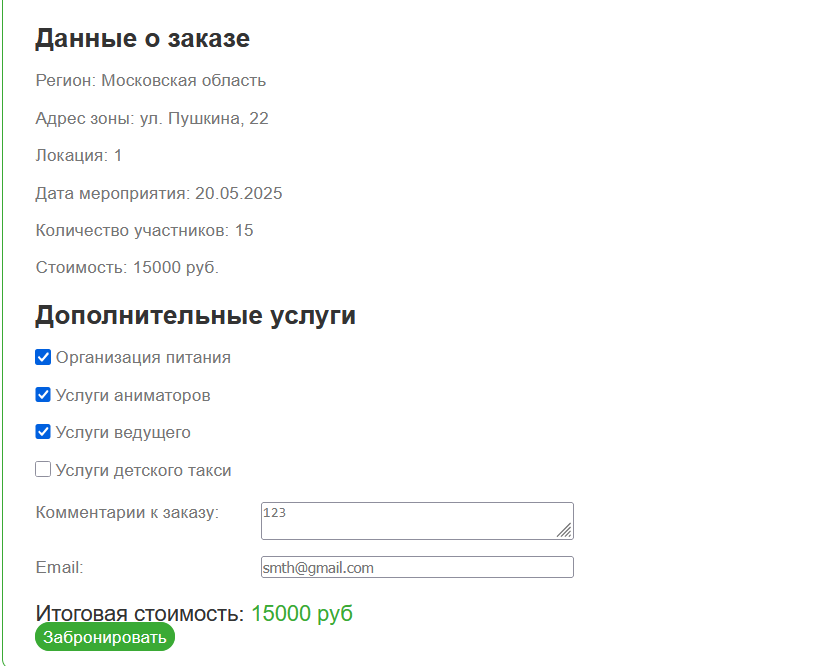 Данные о заказе
Регион: Московская область
Адрес зоны: ул. Пушкина, 22
Локация: 1
Дата мероприятия: 20.05.2025
Количество участников: 15
Стоимость: 15000 руб.
Дополнительные услуги
Организация питания
Услуги аниматоров
Услуги ведущего
Услуги детского такси
Комментарии к заказу: 123
Email: smth@gmail.com
Итоговая стоимость: 15000 руб
Забронировать